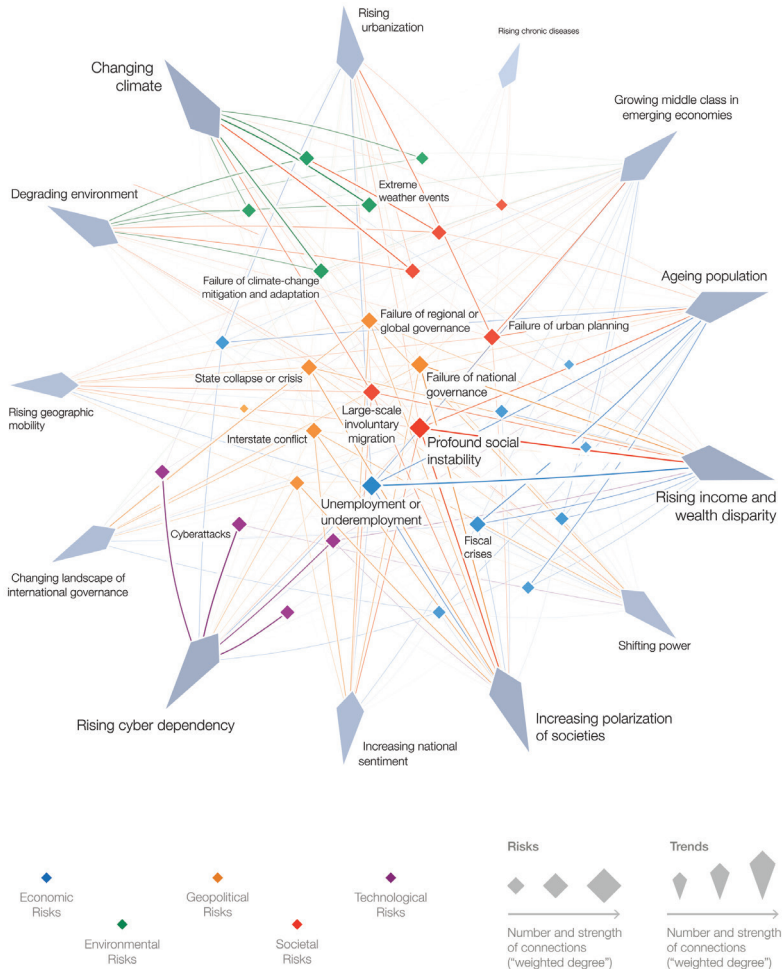 Rising
urbanization
Rising chronic diseases
Changing
climate
Growing middle class in
emerging economies
Degrading environment
Extreme
weather events
Failure of climate-change
mitigation and adaptation
Ageing population
Failure of regional or
global governance
Failure of urban planning
State collapse or crisis
Failure of national
governance
Rising geographic
mobility
Large-scale
involuntary
migration
Interstate conflict
Profound social
instability
Rising income and
wealth disparity
Unemployment or
underemployment
Cyberattacks
Fiscal
crises
Changing landscape of
international governance
Shifting power
Rising cyber dependency
Increasing polarization
of societies
Increasing national
sentiment
Risks
Trends
Economic
Risks
Geopolitical
Risks
Technological
Risks
Environmental
Risks
Societal
Risks
Number and strength
of connections
(“weighted degree”)
Number and strength
of connections
(“weighted degree”)